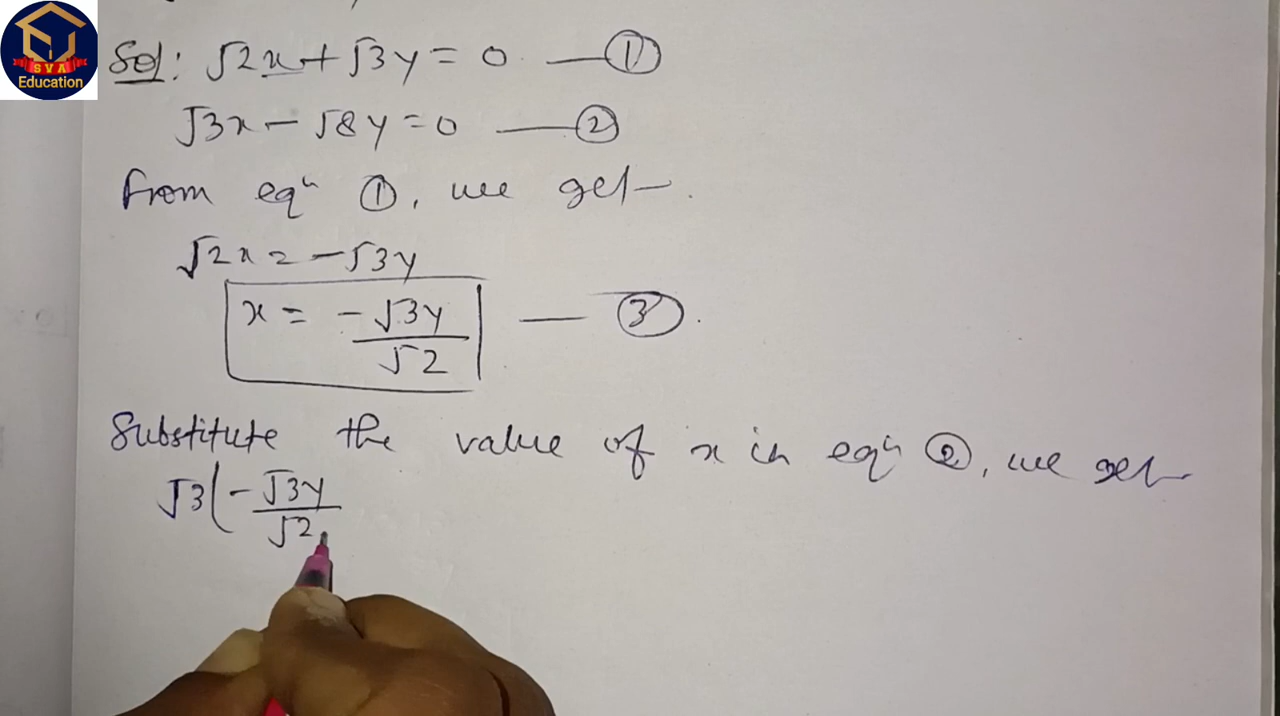 SVA
Education
Sol: √2x + √3y = 0 — ①
√3x - √8y = 0 — ②
From eqⁿ ①, we get.
√2x = -√3y
x = -√3y/√2 — ③.
Substitute the value of x in eqⁿ ②, we get
√3(-√3y/√2